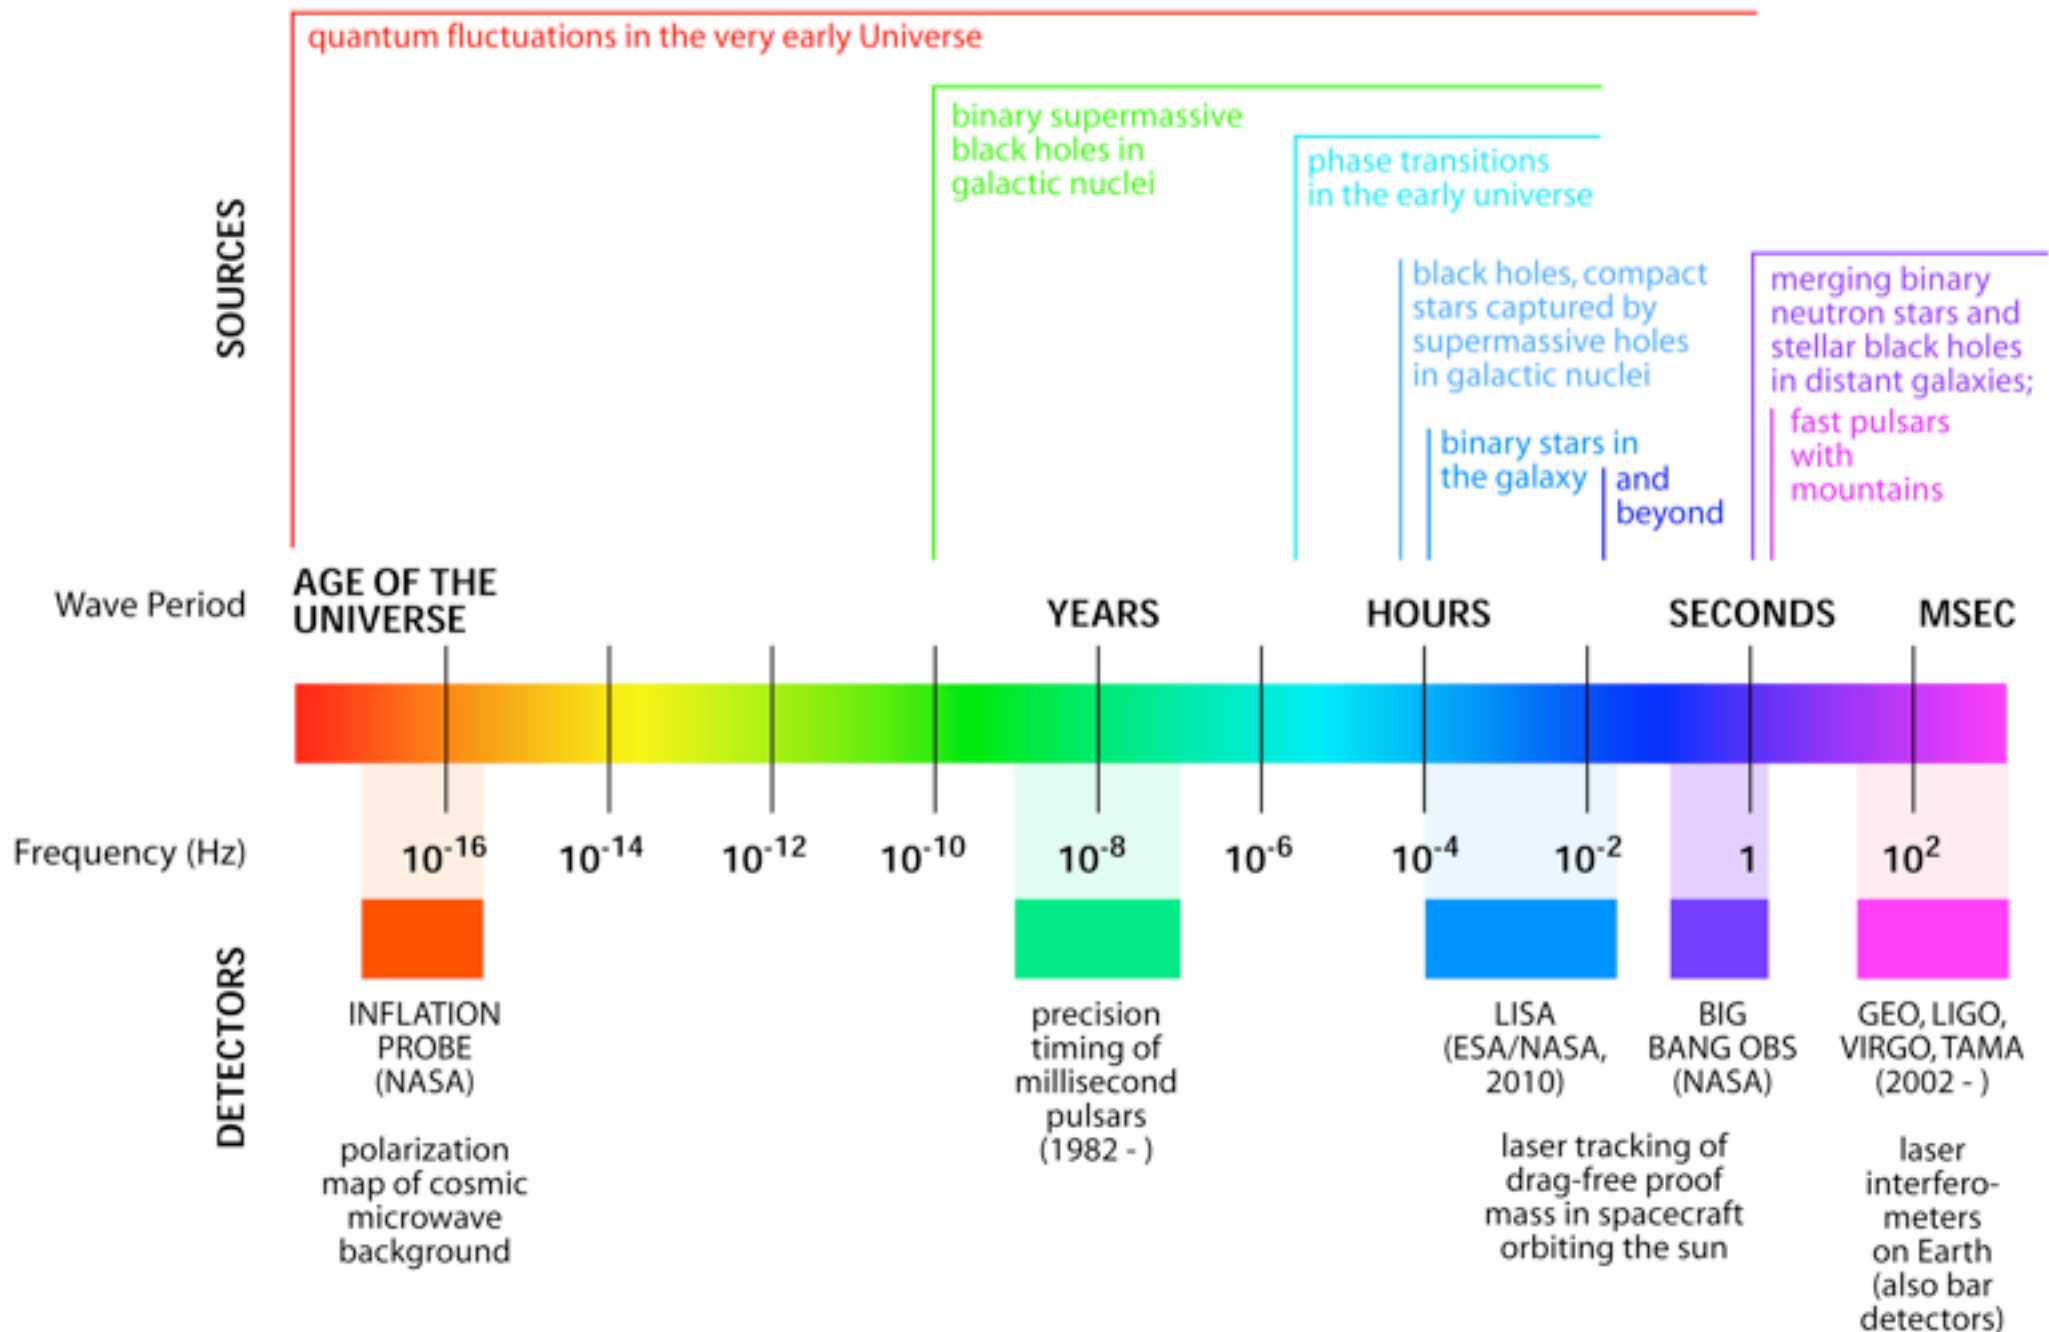 quantum fluctuations in the very early Universe
binary supermassive
black holes in
galactic nuclei
phase transitions
in the early universe
SOURCES
black holes, compact
stars captured by
supermassive holes
in galactic nuclei
merging binary
neutron stars and
stellar black holes
in distant galaxies;
fast pulsars
with
mountains
binary stars in
the galaxy
and
beyond
Wave Period
AGE OF THE
UNIVERSE
YEARS
HOURS
SECONDS
MSEC
Frequency (Hz)
10⁻¹⁶
10⁻¹⁴
10⁻¹²
10⁻¹⁰
10⁻⁸
10⁻⁶
10⁻⁴
10⁻²
1
10²
DETECTORS
INFLATION
PROBE
(NASA)
polarization
map of cosmic
microwave
background
precision
timing of
millisecond
pulsars
(1982 - )
LISA
(ESA/NASA,
2010)
BIG
BANG OBS
(NASA)
laser tracking of
drag-free proof
mass in spacecraft
orbiting the sun
GEO, LIGO,
VIRGO, TAMA
(2002 - )
laser
interfero-
meters
on Earth
(also bar
detectors)